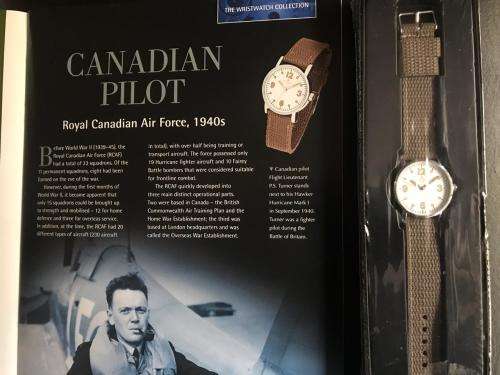 THE WRISTWATCH COLLECTION
CANADIAN
PILOT
Royal Canadian Air Force, 1940s
Before World War II (1939–45), the
Royal Canadian Air Force (RCAF)
had a total of 23 squadrons. Of the
11 permanent squadrons, eight had been
formed on the eve of the war.
However, during the first months of
World War II, it became apparent that
only 15 squadrons could be brought up
to strength and mobilised – 12 for home
defence and three for overseas service.
In addition, at the time, the RCAF had 20
different types of aircraft (270 aircraft
in total), with over half being training or
transport aircraft. The force possessed only
19 Hurricane fighter aircraft and 10 Fairey
Battle bombers that were considered suitable
for frontline combat.
The RCAF quickly developed into
three main distinct operational parts.
Two were based in Canada – the British
Commonwealth Air Training Plan and the
Home War Establishment; the third was
based at London headquarters and was
called the Overseas War Establishment.
▼ Canadian pilot
Flight Lieutenant
P.S. Turner stands
next to his Hawker
Hurricane Mark I
in September 1940.
Turner was a fighter
pilot during the
Battle of Britain.